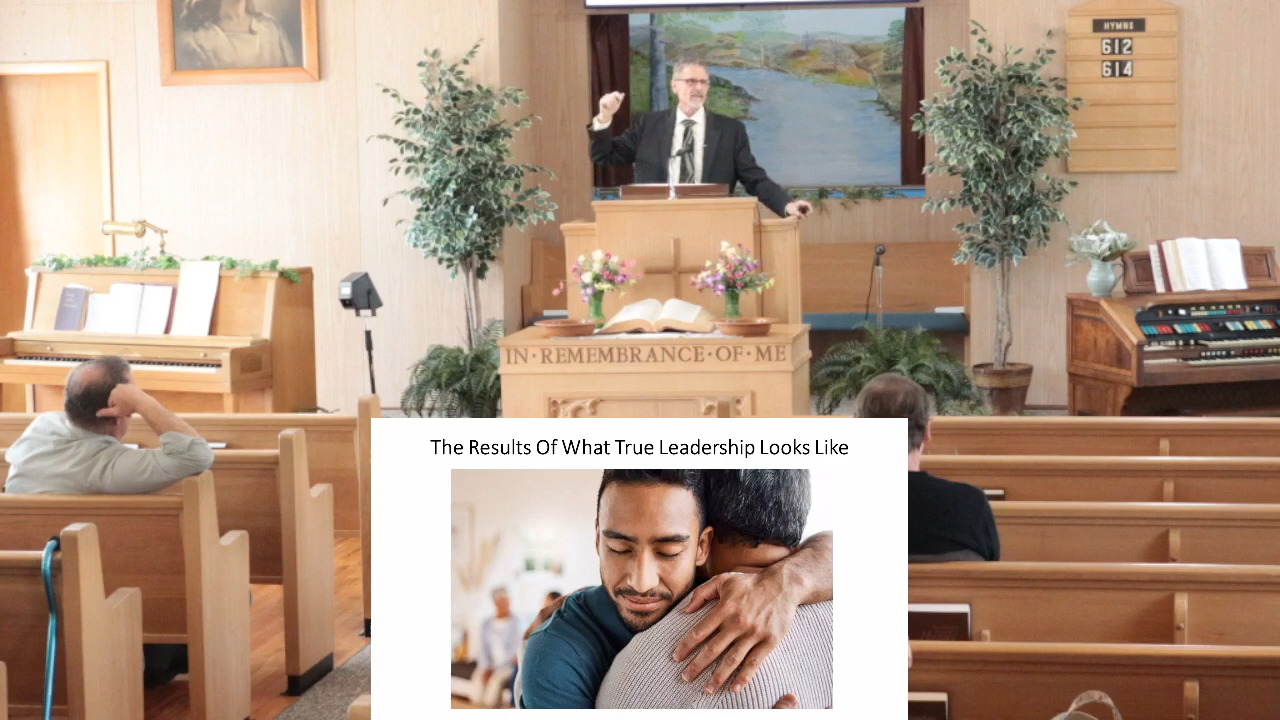 HYMNS
612
614
IN·REMEMBRANCE·OF·ME
The Results Of What True Leadership Looks Like